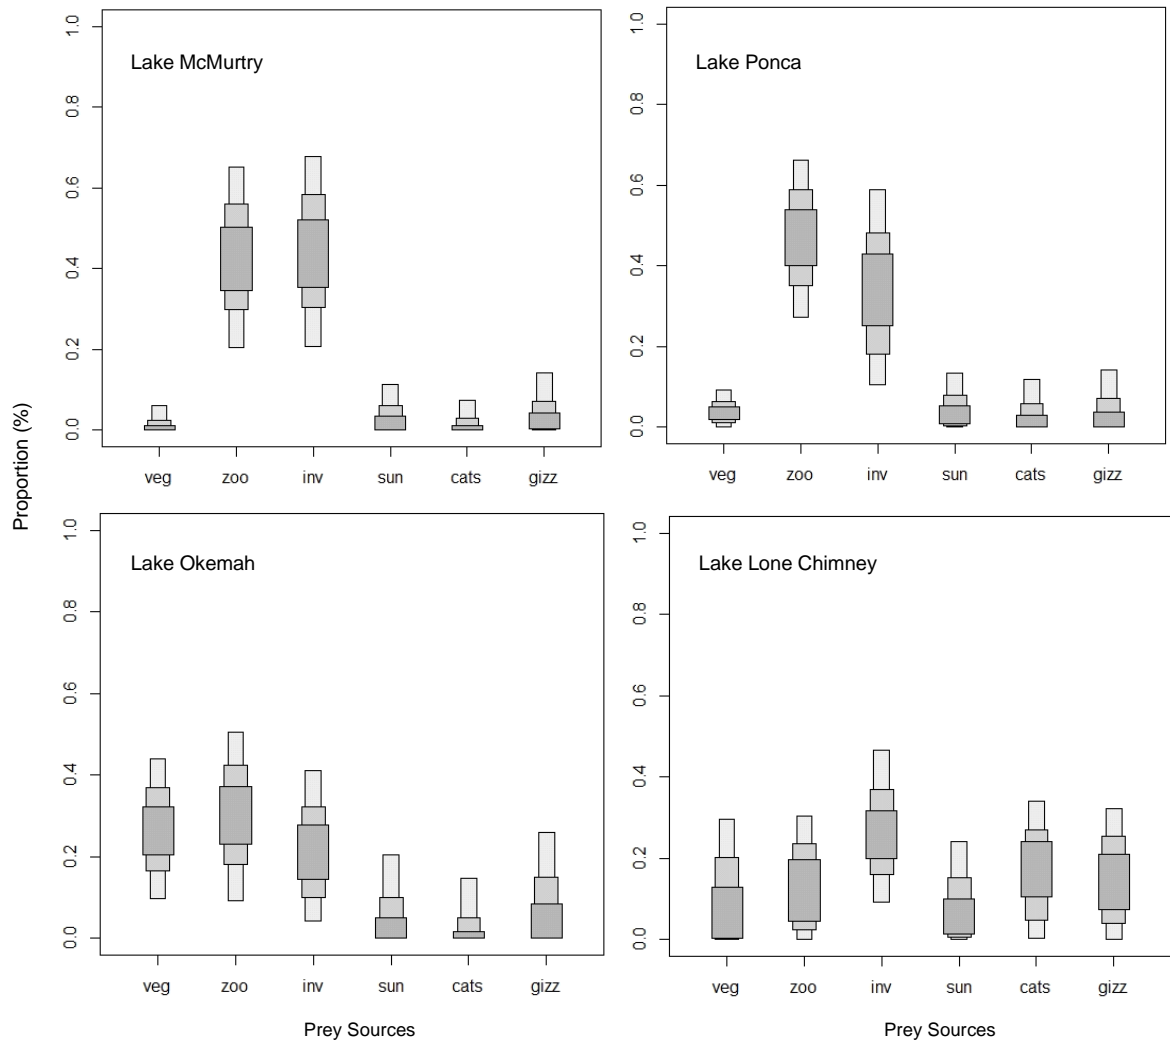 Lake McMurtry
1.0
0.8
0.6
0.4
0.2
0.0
veg zoo inv sun cats gizz
Lake Ponca
1.0
0.8
0.6
0.4
0.2
0.0
veg zoo inv sun cats gizz
Proportion (%)
Lake Okemah
1.0
0.8
0.6
0.4
0.2
0.0
veg zoo inv sun cats gizz
Prey Sources
Lake Lone Chimney
1.0
0.8
0.6
0.4
0.2
0.0
veg zoo inv sun cats gizz
Prey Sources